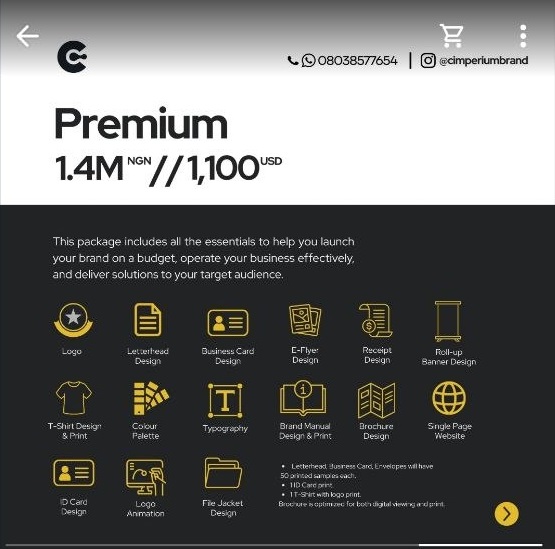 08038577654 | @cimperiumbrand
Premium
1.4M NGN // 1,100 USD
This package includes all the essentials to help you launch
your brand on a budget, operate your business effectively,
and deliver solutions to your target audience.
Logo
Letterhead
Design
Business Card
Design
E-Flyer
Design
Receipt
Design
Roll-up
Banner Design
T-Shirt Design
& Print
Colour
Palette
T
Typography
i
Brand Manual
Design & Print
Brochure
Design
Single Page
Website
ID Card
Design
Logo
Animation
File Jacket
Design
• Letterhead, Business Card, Envelopes will have
50 printed samples each.
• 1 ID Card print.
• 1 T-Shirt with logo print.
Brochure is optimized for both digital viewing and print.